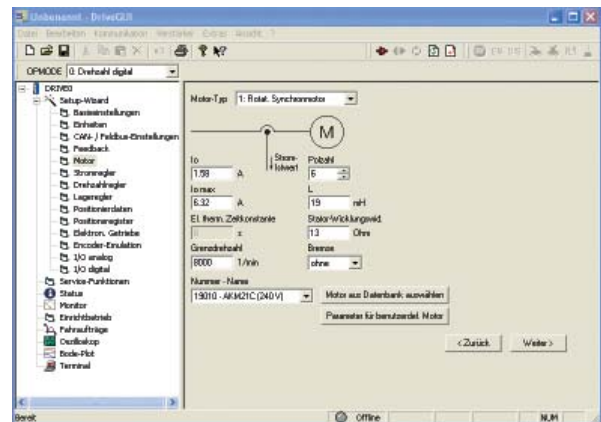 Unbenannt - DriveGUI
Datei Bearbeiten Kommunikation Verstärker Extras Ansicht ?
OPMODE 0: Drehzahl digital
DRIVE0
Setup-Wizard
Basiseinstellungen
Einheiten
CAN- / Feldbus-Einstellungen
Feedback
Motor
Stromregler
Drehzahlregler
Lageregler
Positionierdaten
Positionsregister
Elektron. Getriebe
Encoder-Emulation
I/O analog
I/O digital
Service-Funktionen
Status
Monitor
Einrichtbetrieb
Fahraufträge
Oszilloskop
Bode-Plot
Terminal
Motor-Typ 1: Rotat. Synchronmotor
M
Strom-
Io
Polzahl
1.58 A
6
Io max
L
6.32 A
19 mH
El. therm. Zeitkonstante
Stator-Wicklungswid.
13 Ohm
Grenzdrehzahl
Bremse
8000 1/min
ohne
Nummer - Name
19010 - AKM21C (240 V)
Motor aus Datenbank auswählen
Parameter für benutzerdef. Motor
< Zurück
Weiter >
Bereit
Offline
NUM